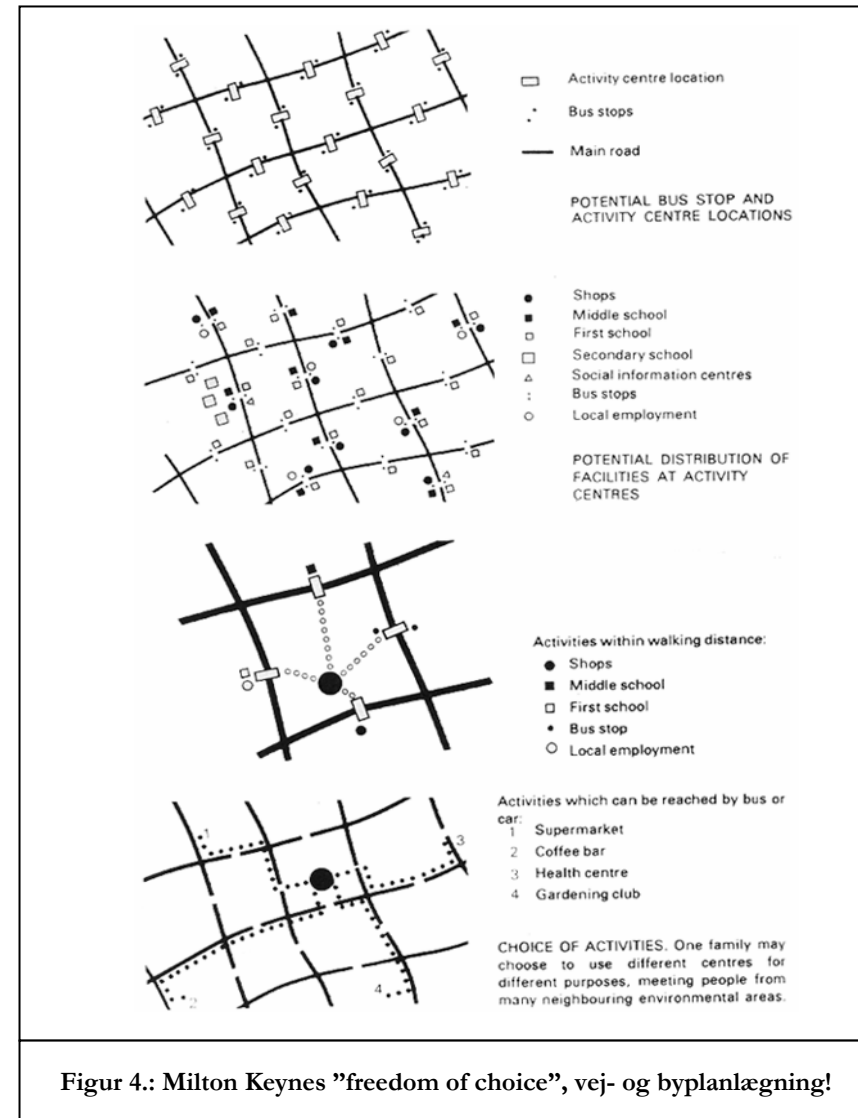 Activity centre location
Bus stops
Main road
POTENTIAL BUS STOP AND
ACTIVITY CENTRE LOCATIONS
Shops
Middle school
First school
Secondary school
Social information centres
Bus stops
Local employment
POTENTIAL DISTRIBUTION OF
FACILITIES AT ACTIVITY
CENTRES
Activities within walking distance:
Shops
Middle school
First school
Bus stop
Local employment
1
2
3
4
Activities which can be reached by bus or
car:
1 Supermarket
2 Coffee bar
3 Health centre
4 Gardening club
CHOICE OF ACTIVITIES. One family may
choose to use different centres for
different purposes, meeting people from
many neighbouring environmental areas.
Figur 4.: Milton Keynes ”freedom of choice”, vej- og byplanlægning!